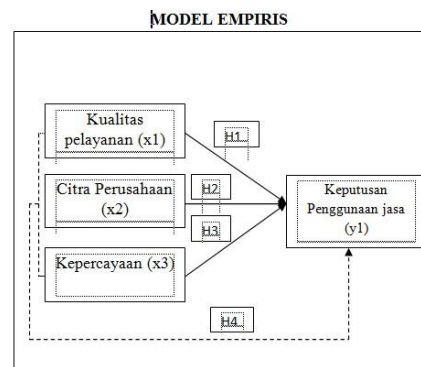 MODEL EMPIRIS
Kualitas
pelayanan (x1)
H1
Citra Perusahaan
(x2)
H2
H3
Keputusan
Penggunaan jasa
(y1)
Kepercayaan (x3)
H4